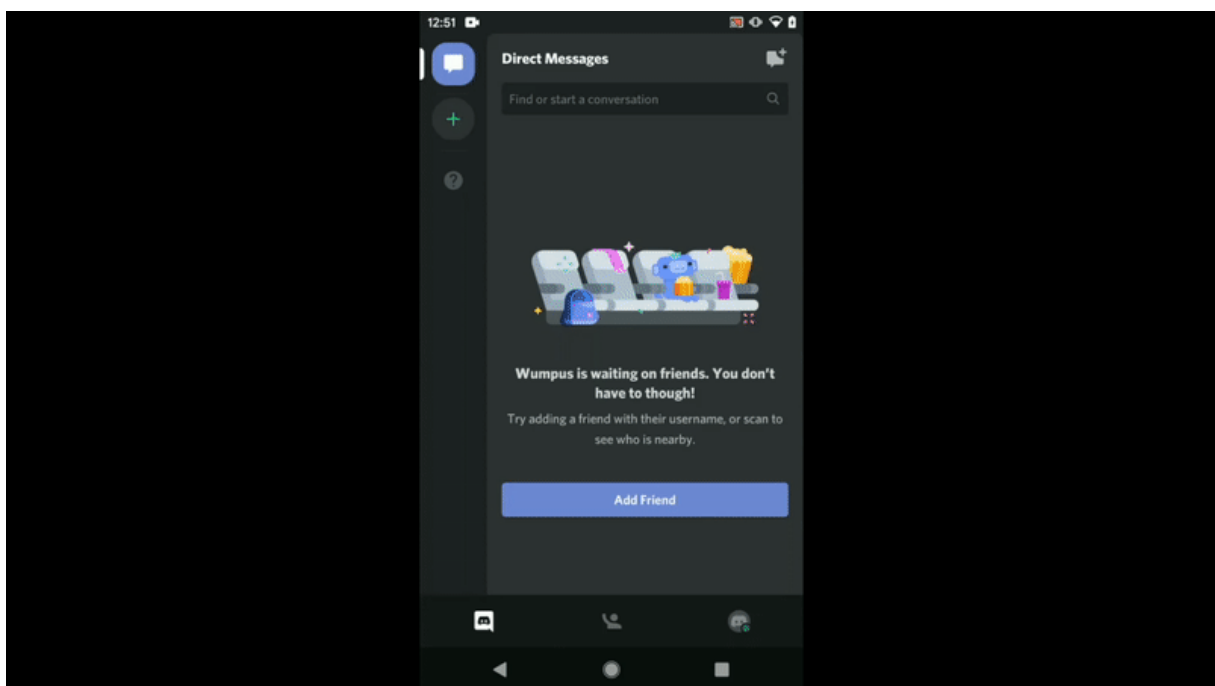 12:51
Direct Messages
Find or start a conversation
Wumpus is waiting on friends. You don't
have to though!
Try adding a friend with their username, or scan to
see who is nearby.
Add Friend